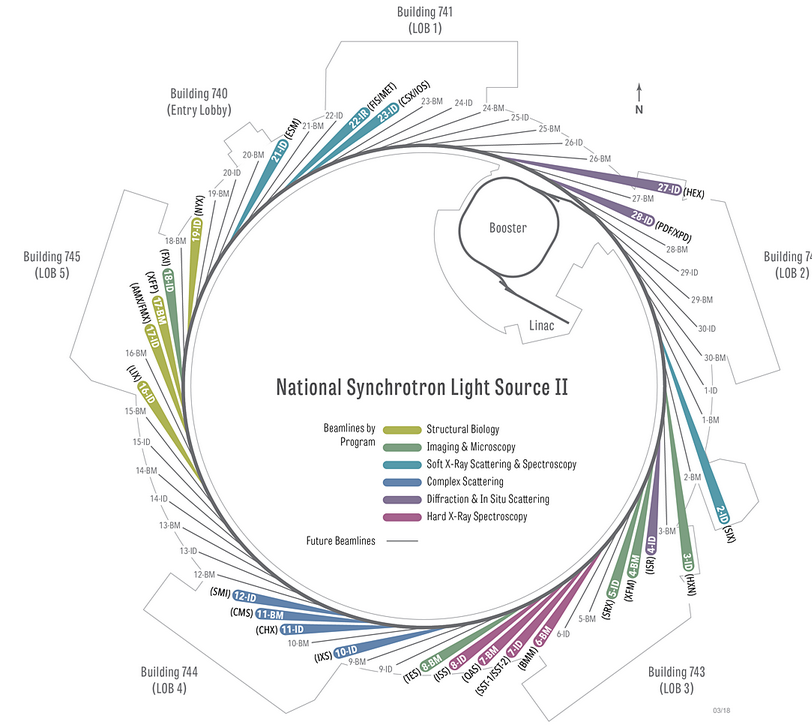 Building 741
(LOB 1)
Building 740
(Entry Lobby)
N
22-IR (FIS/MET)
23-ID (CSX/IOS)
23-BM
24-ID
24-BM
25-ID
25-BM
26-ID
26-BM
27-ID (HEX)
27-BM
28-ID (PDF/XPD)
28-BM
29-ID
29-BM
30-ID
30-BM
1-ID
1-BM
2-BM
2-ID (SIX)
3-ID (HXN)
3-BM
4-ID (ISR)
4-BM (XFM)
5-ID (SRX)
5-BM
6-ID
6-BM (BMM)
7-ID (SST-1/SST-2)
7-BM (QAS)
8-ID (ISS)
8-BM (TES)
9-ID
9-BM
(IXS) 10-ID
10-BM
(CHX) 11-ID
(CMS) 11-BM
(SMI) 12-ID
12-BM
13-ID
13-BM
14-ID
14-BM
15-ID
15-BM
(LIX) 16-ID
16-BM
(AMX/FMX) 17-ID
(XFP) 17-BM
(FXI) 18-ID
18-BM
19-ID (NYX)
19-BM
20-ID
20-BM
21-ID (ESM)
21-BM
22-ID
Building 745
(LOB 5)
Building 74
(LOB 2)
Booster
Linac
National Synchrotron Light Source II
Beamlines by
Program
Structural Biology
Imaging & Microscopy
Soft X-Ray Scattering & Spectroscopy
Complex Scattering
Diffraction & In Situ Scattering
Hard X-Ray Spectroscopy
Future Beamlines
Building 744
(LOB 4)
Building 743
(LOB 3)
03/18